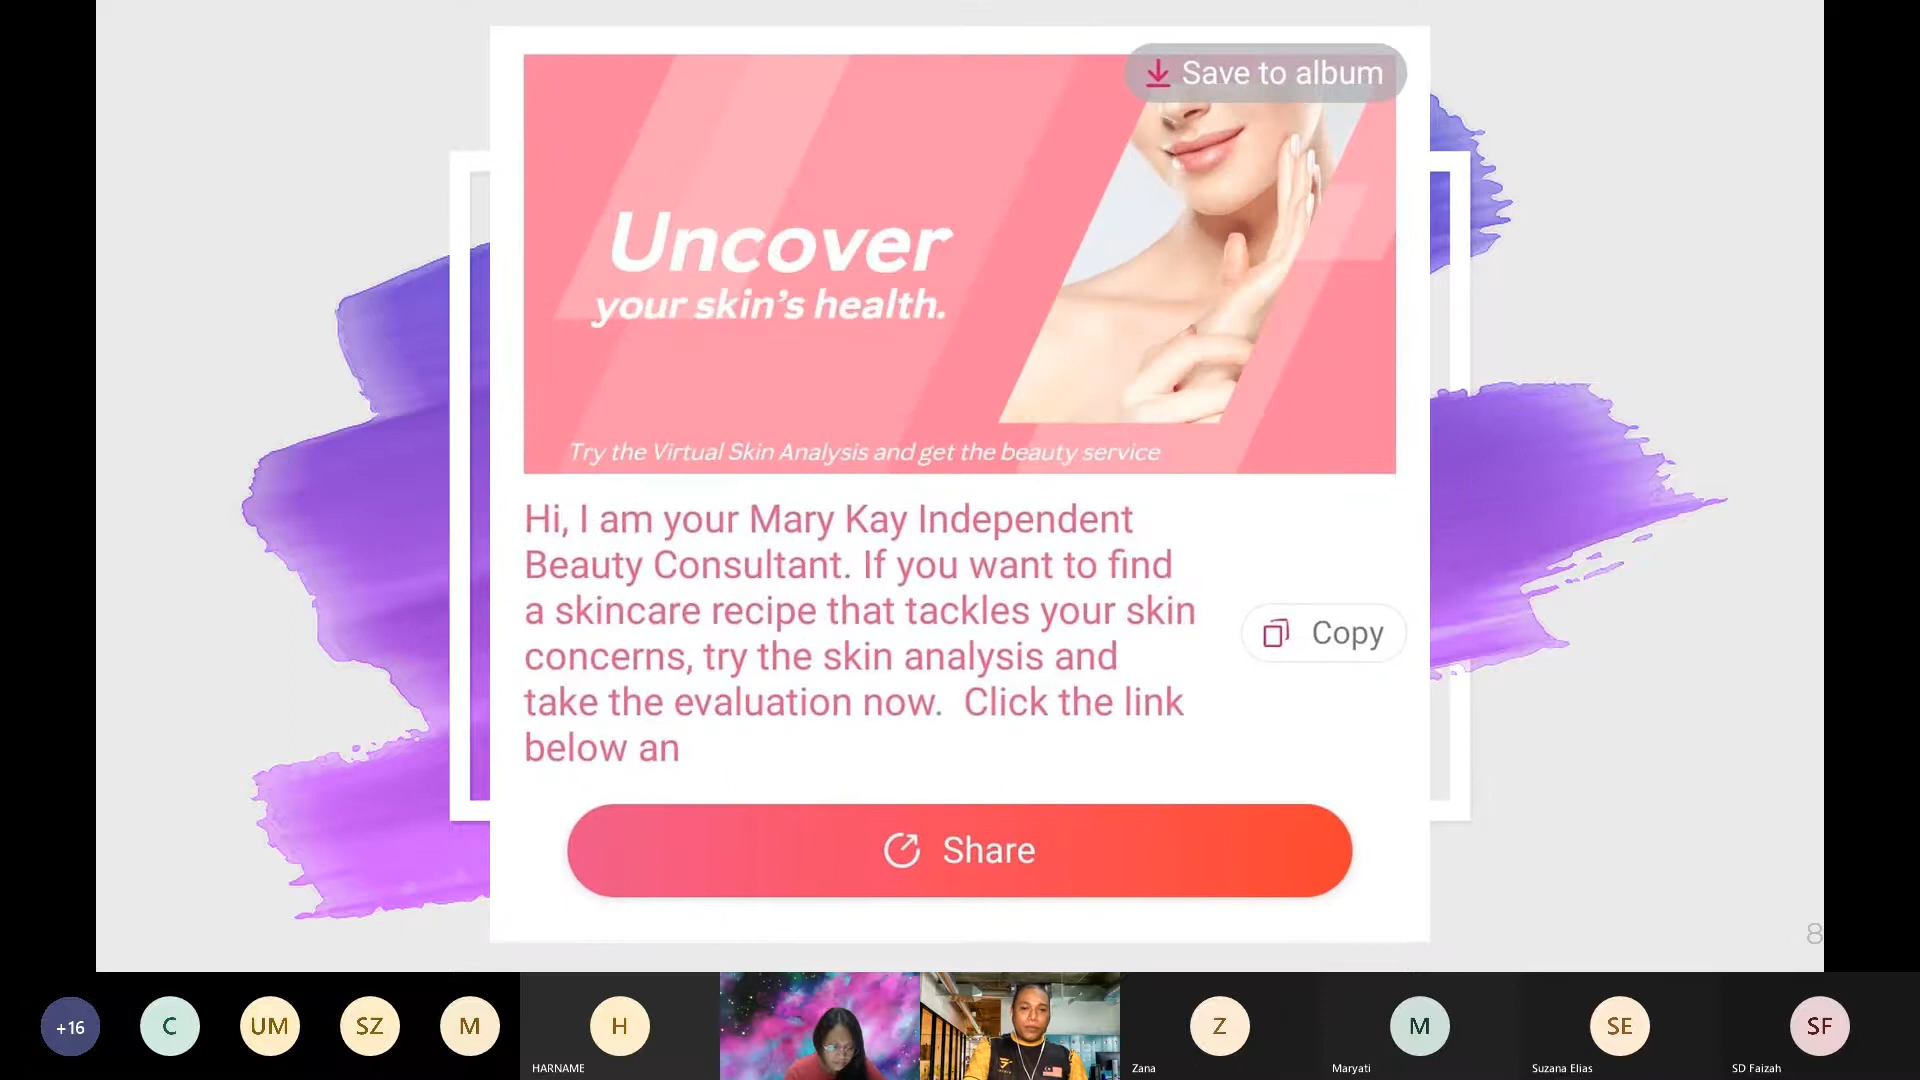 Save to album
Uncover
your skin's health.
Try the Virtual Skin Analysis and get the beauty service
Hi, I am your Mary Kay Independent
Beauty Consultant. If you want to find
a skincare recipe that tackles your skin
concerns, try the skin analysis and
take the evaluation now.  Click the link
below an
Copy
Share
8
+16
C
UM
SZ
M
H
HARNAME
Z
Zana
M
Maryati
SE
Suzana Elias
SF
SD Faizah